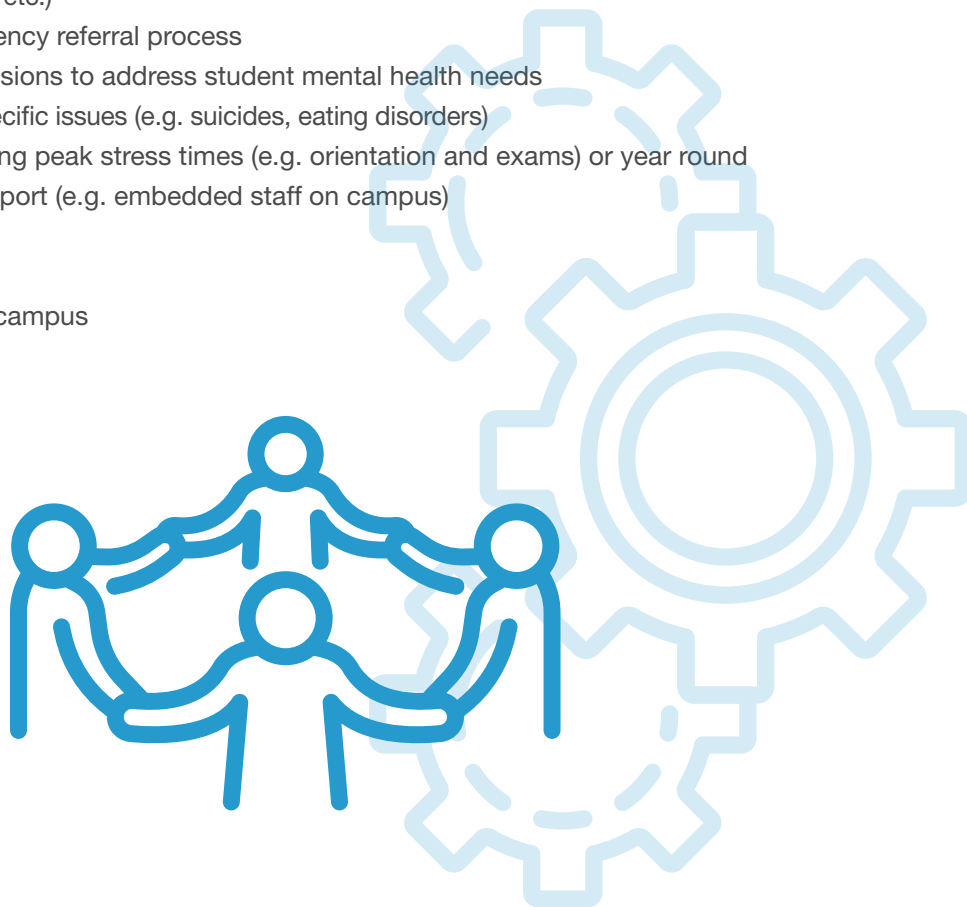 etc.)
ency referral process
sions to address student mental health needs
ecific issues (e.g. suicides, eating disorders)
ng peak stress times (e.g. orientation and exams) or year round
port (e.g. embedded staff on campus)
campus